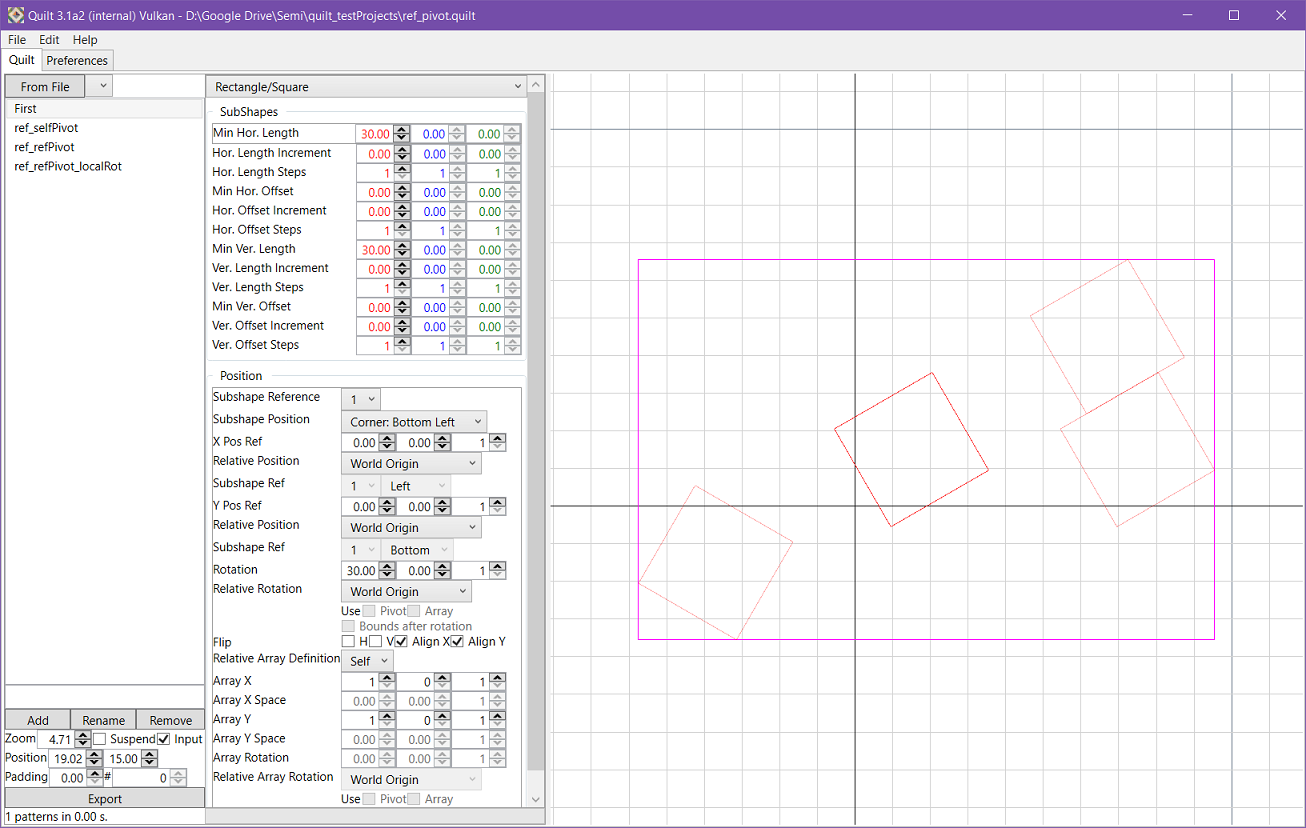 Quilt 3.1a2 (internal) Vulkan - D:\Google Drive\Semi\quilt_testProjects\ref_pivot.quilt
File Edit Help
Quilt Preferences
From File
First
ref_selfPivot
ref_refPivot
ref_refPivot_localRot
Add Rename Remove
Zoom 4.71 Suspend Input
Position 19.02 15.00
Padding 0.00 # 0
Export
1 patterns in 0.00 s.
Rectangle/Square
SubShapes
Min Hor. Length 30.00 0.00 0.00
Hor. Length Increment 0.00 0.00 0.00
Hor. Length Steps 1 1 1
Min Hor. Offset 0.00 0.00 0.00
Hor. Offset Increment 0.00 0.00 0.00
Hor. Offset Steps 1 1 1
Min Ver. Length 30.00 0.00 0.00
Ver. Length Increment 0.00 0.00 0.00
Ver. Length Steps 1 1 1
Min Ver. Offset 0.00 0.00 0.00
Ver. Offset Increment 0.00 0.00 0.00
Ver. Offset Steps 1 1 1
Position
Subshape Reference 1
Subshape Position Corner: Bottom Left
X Pos Ref 0.00 0.00 1
Relative Position World Origin
Subshape Ref 1 Left
Y Pos Ref 0.00 0.00 1
Relative Position World Origin
Subshape Ref 1 Bottom
Rotation 30.00 0.00 1
Relative Rotation World Origin
Use Pivot Array
Bounds after rotation
Flip H V Align X Align Y
Relative Array Definition Self
Array X 1 0 1
Array X Space 0.00 0.00 1
Array Y 1 0 1
Array Y Space 0.00 0.00 1
Array Rotation 0.00 0.00 1
Relative Array Rotation World Origin
Use Pivot Array